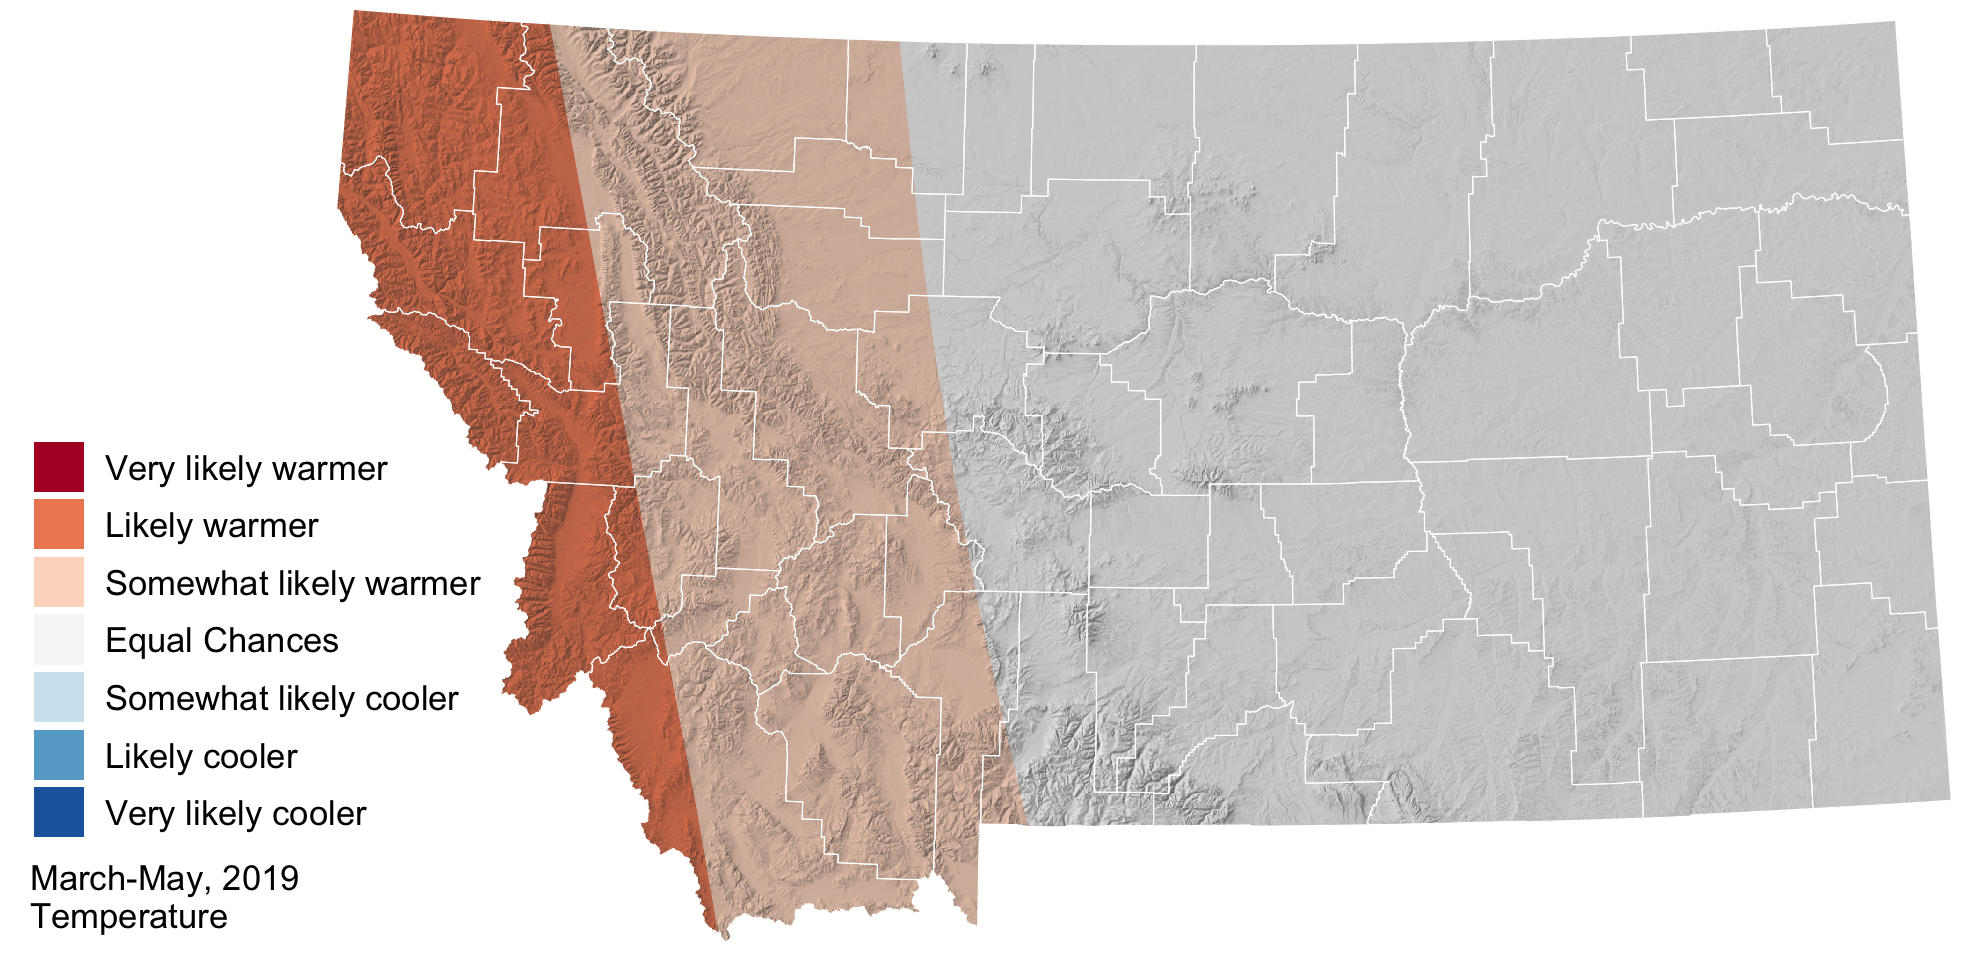 Very likely warmer
Likely warmer
Somewhat likely warmer
Equal Chances
Somewhat likely cooler
Likely cooler
Very likely cooler
March-May, 2019
Temperature